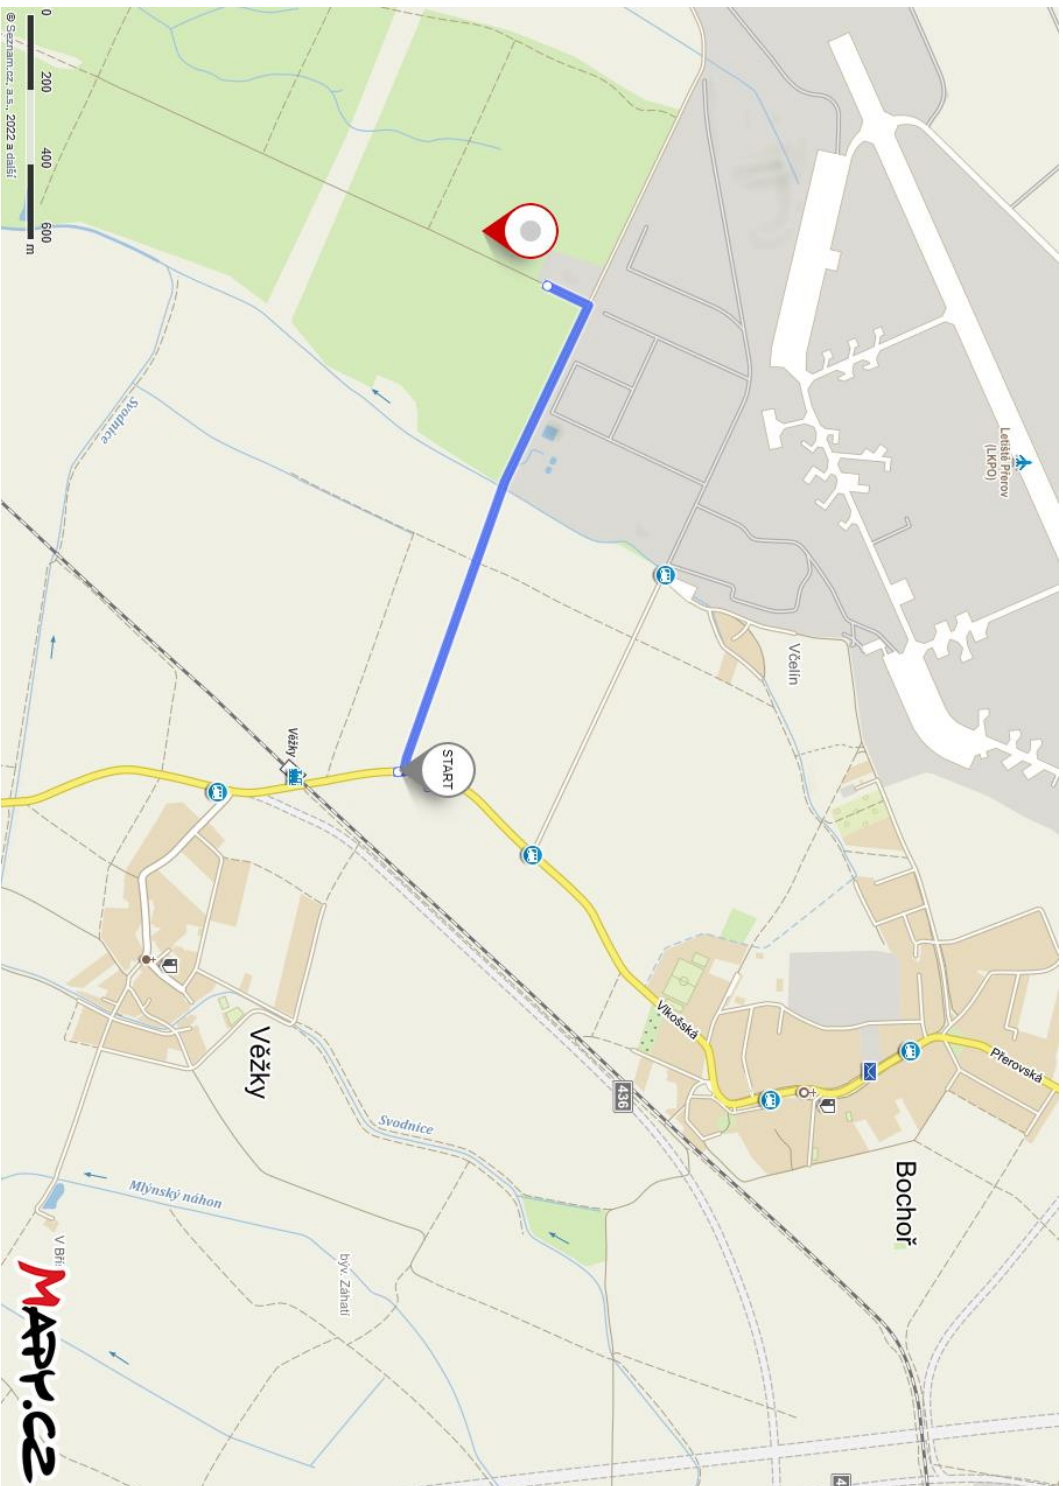 Letiště Přerov
(LKPO)
Včelín
Přerovská
Bochoř
Vlkošská
436
START
Věžky
Věžky
Svodnice
Svodnice
Mlýnský náhon
býv. Záhatí
V Bří
0 200 400 600 m
© Seznam.cz, a.s., 2022 a další
MAPY.CZ